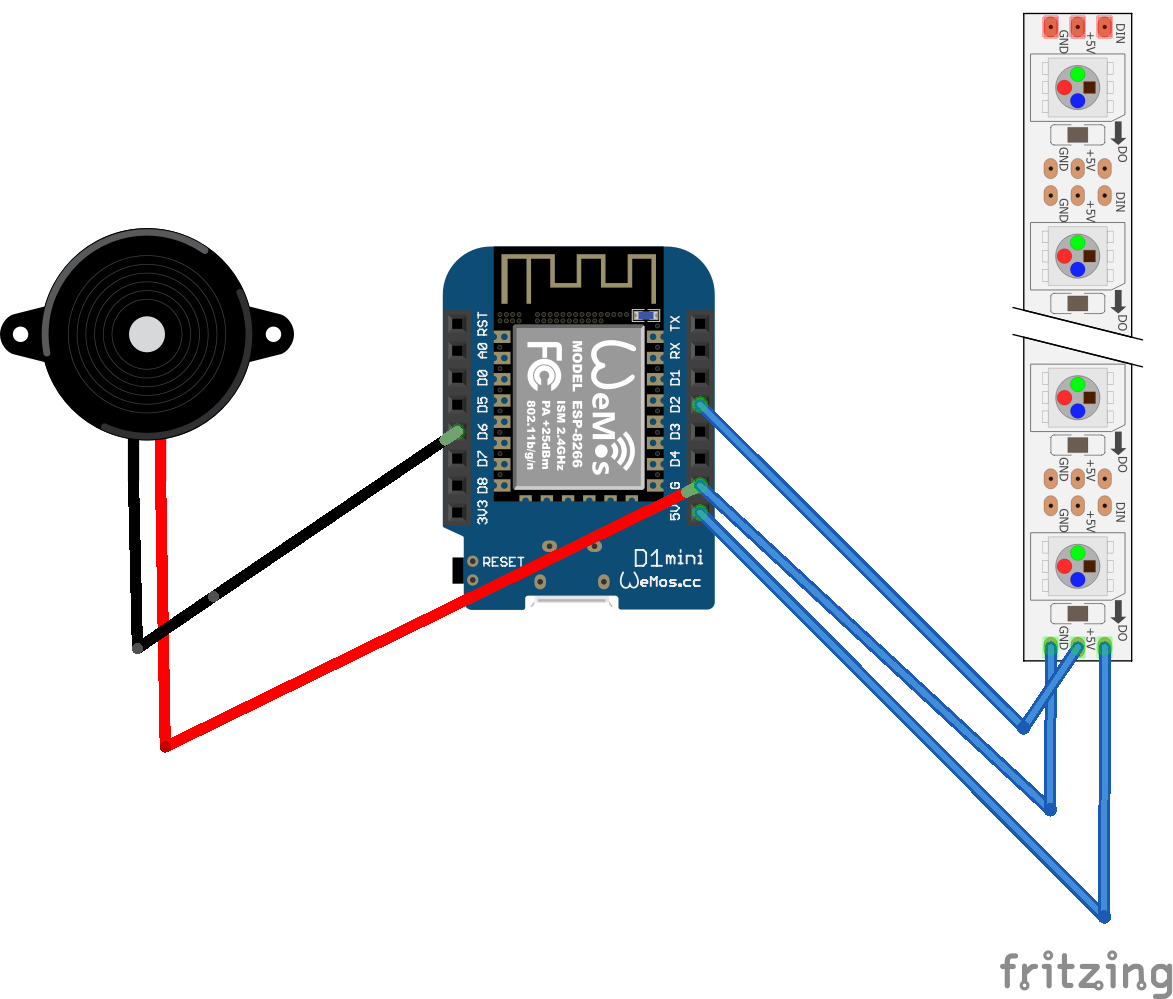 GND +5V DIN
DO
GND +5V
GND +5V DIN
DO
DO
GND +5V
GND +5V DIN
DO
GND +5V
RST
A0
D0
D5
D6
D7
D8
3V3
TX
RX
D1
D2
D3
D4
G
5V
WeMos
MODEL ESP-8266
ISM 2.4GHz
PA +25dBm
802.11b/g/n
FC
RESET
D1 mini
WeMos.cc
fritzing